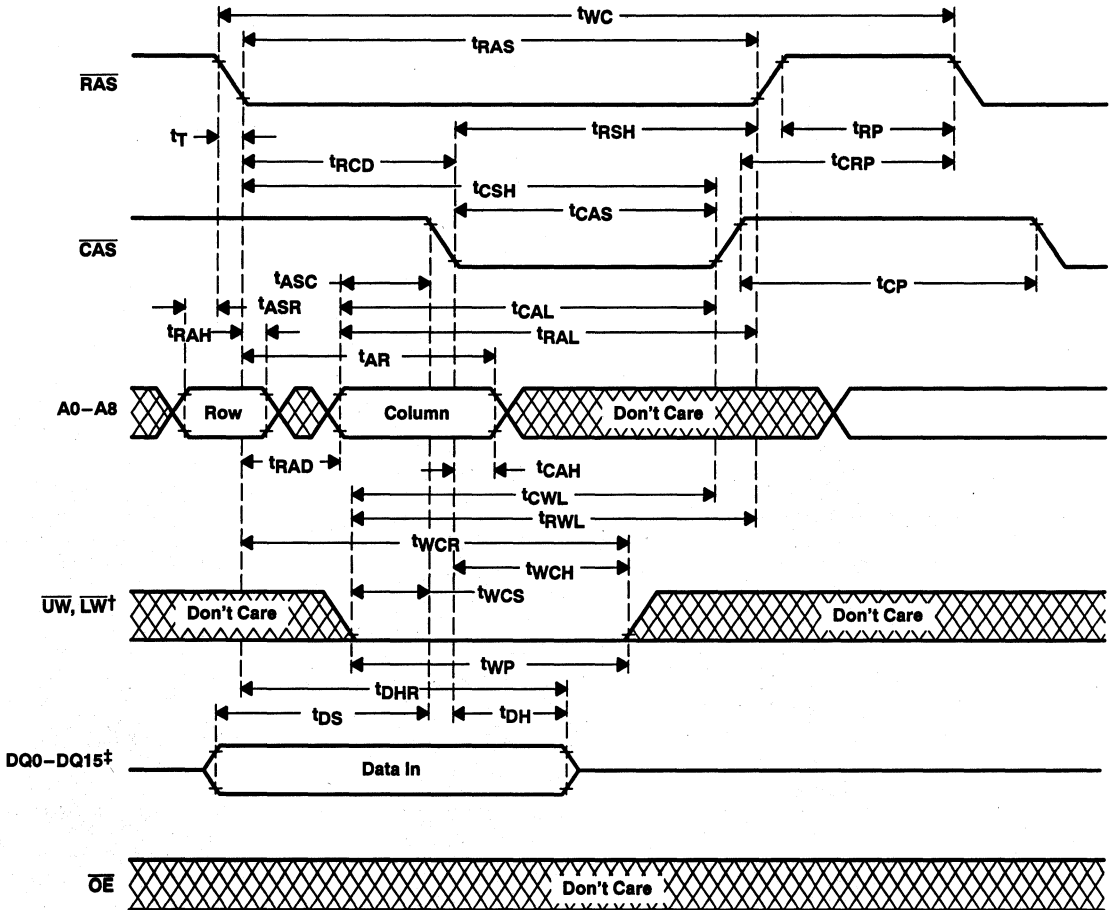 tWC
tRAS
RAS
tT
tRSH
tRP
tRCD
tCRP
tCSH
tCAS
CAS
tASC
tCP
tASR
tCAL
tRAH
tRAL
tAR
A0–A8
Row
Column
Don't Care
tRAD
tCAH
tCWL
tRWL
tWCR
tWCH
tWCS
UW, LW†
Don't Care
Don't Care
tWP
tDHR
tDS
tDH
DQ0–DQ15‡
Data In
OE
Don't Care